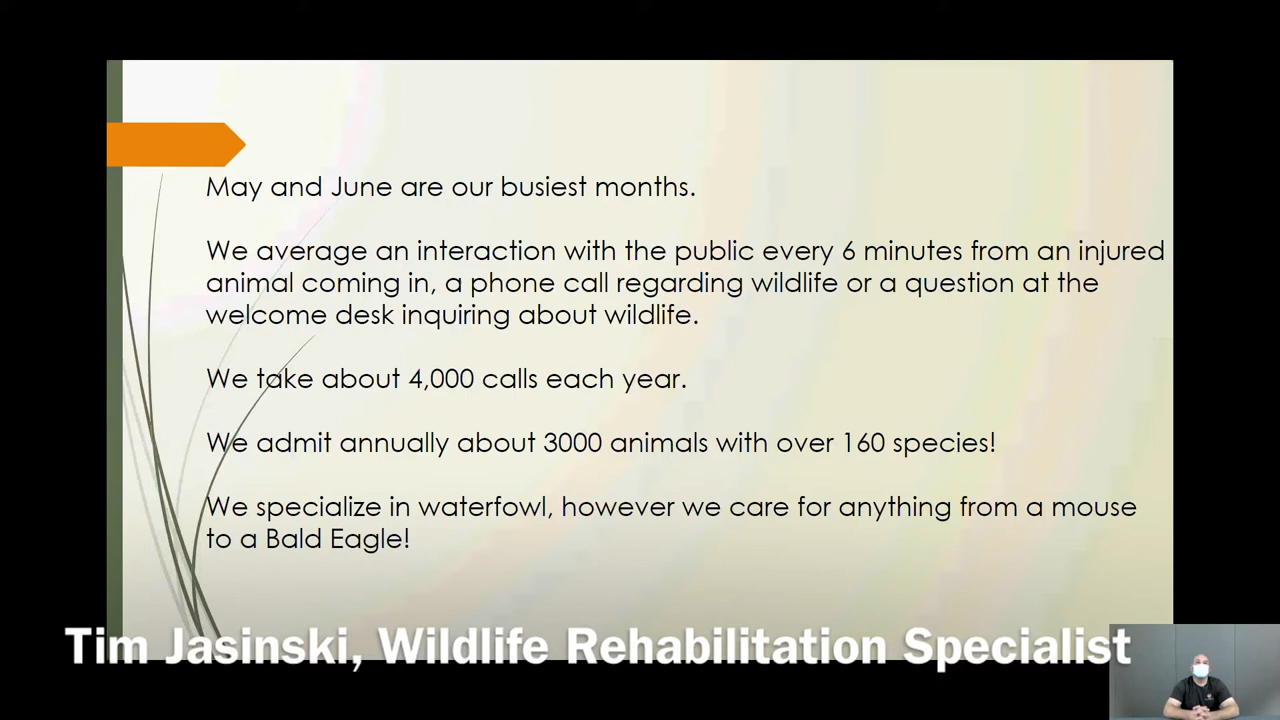 May and June are our busiest months.
We average an interaction with the public every 6 minutes from an injured
animal coming in, a phone call regarding wildlife or a question at the
welcome desk inquiring about wildlife.
We take about 4,000 calls each year.
We admit annually about 3000 animals with over 160 species!
We specialize in waterfowl, however we care for anything from a mouse
to a Bald Eagle!
Tim Jasinski, Wildlife Rehabilitation Specialist